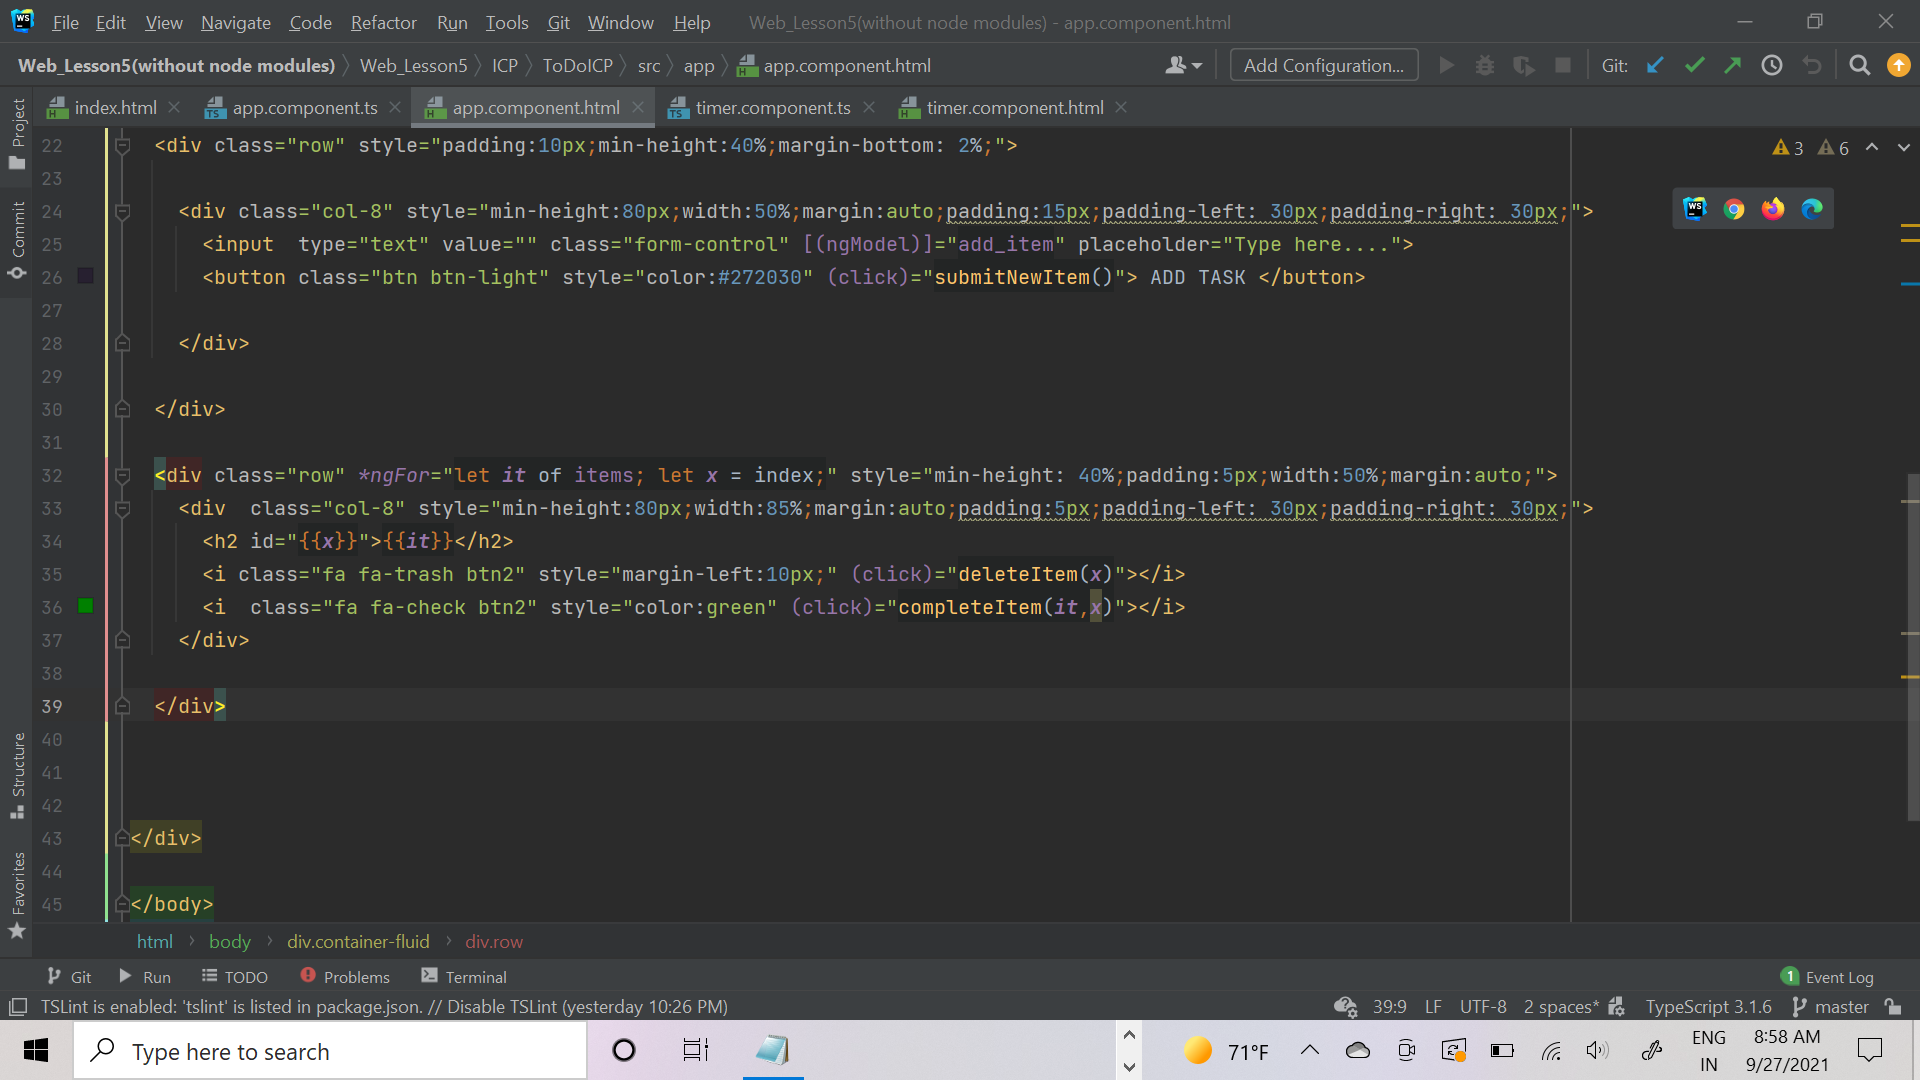 WS File Edit View Navigate Code Refactor Run Tools Git Window Help Web_Lesson5(without node modules) - app.component.html
Web_Lesson5(without node modules) Web_Lesson5 ICP ToDoICP src app app.component.html Add Configuration... Git:
index.html app.component.ts app.component.html timer.component.ts timer.component.html
Project
Commit
Structure
Favorites
3 6
22 <div class="row" style="padding:10px;min-height:40%;margin-bottom: 2%;">
23
24 <div class="col-8" style="min-height:80px;width:50%;margin:auto;padding:15px;padding-left: 30px;padding-right: 30px;">
25 <input  type="text" value="" class="form-control" [(ngModel)]="add_item" placeholder="Type here....">
26 <button class="btn btn-light" style="color:#272030" (click)="submitNewItem()"> ADD TASK </button>
27
28 </div>
29
30 </div>
31
32 <div class="row" *ngFor="let it of items; let x = index;" style="min-height: 40%;padding:5px;width:50%;margin:auto;">
33 <div  class="col-8" style="min-height:80px;width:85%;margin:auto;padding:5px;padding-left: 30px;padding-right: 30px;">
34 <h2 id="{{x}}">{{it}}</h2>
35 <i class="fa fa-trash btn2" style="margin-left:10px;" (click)="deleteItem(x)"></i>
36 <i  class="fa fa-check btn2" style="color:green" (click)="completeItem(it,x)"></i>
37 </div>
38
39 </div>
40
41
42
43 </div>
44
45 </body>
html body div.container-fluid div.row
Git Run TODO Problems Terminal 1 Event Log
TSLint is enabled: 'tslint' is listed in package.json. // Disable TSLint (yesterday 10:26 PM) 39:9 LF UTF-8 2 spaces* TypeScript 3.1.6 master
Type here to search 71°F ENG 8:58 AM
IN 9/27/2021